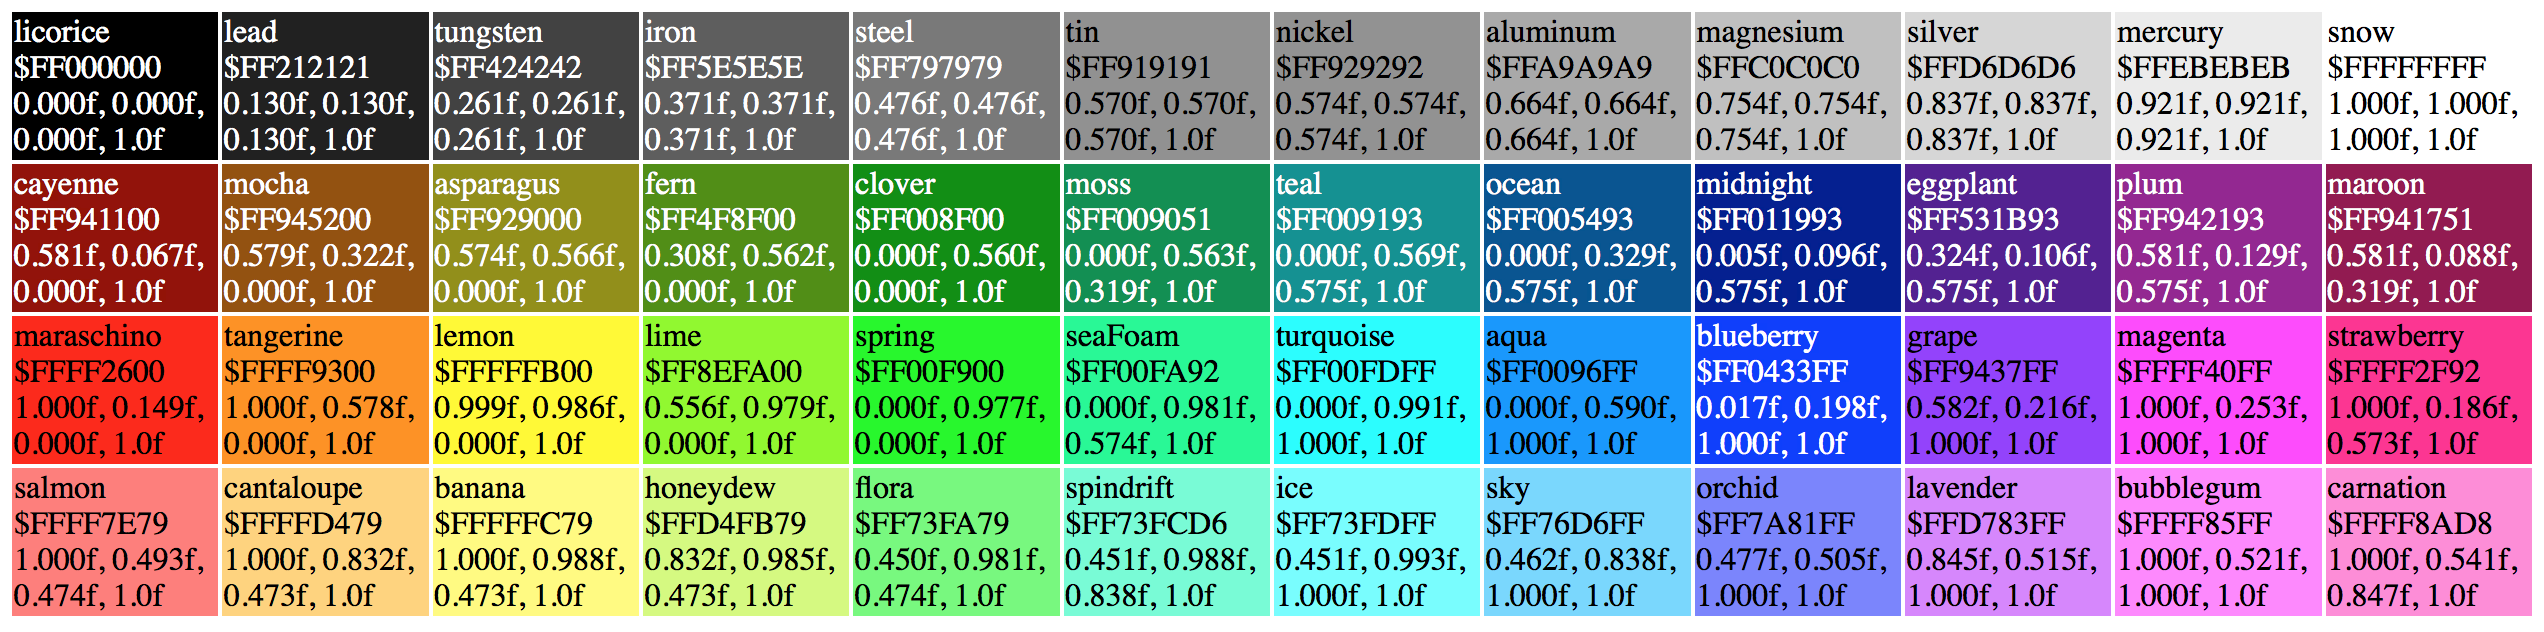 licorice
$FF000000
0.000f, 0.000f,
0.000f, 1.0f
lead
$FF212121
0.130f, 0.130f,
0.130f, 1.0f
tungsten
$FF424242
0.261f, 0.261f,
0.261f, 1.0f
iron
$FF5E5E5E
0.371f, 0.371f,
0.371f, 1.0f
steel
$FF797979
0.476f, 0.476f,
0.476f, 1.0f
tin
$FF919191
0.570f, 0.570f,
0.570f, 1.0f
nickel
$FF929292
0.574f, 0.574f,
0.574f, 1.0f
aluminum
$FFA9A9A9
0.664f, 0.664f,
0.664f, 1.0f
magnesium
$FFC0C0C0
0.754f, 0.754f,
0.754f, 1.0f
silver
$FFD6D6D6
0.837f, 0.837f,
0.837f, 1.0f
mercury
$FFEBEBEB
0.921f, 0.921f,
0.921f, 1.0f
snow
$FFFFFFFF
1.000f, 1.000f,
1.000f, 1.0f
cayenne
$FF941100
0.581f, 0.067f,
0.000f, 1.0f
mocha
$FF945200
0.579f, 0.322f,
0.000f, 1.0f
asparagus
$FF929000
0.574f, 0.566f,
0.000f, 1.0f
fern
$FF4F8F00
0.308f, 0.562f,
0.000f, 1.0f
clover
$FF008F00
0.000f, 0.560f,
0.000f, 1.0f
moss
$FF009051
0.000f, 0.563f,
0.319f, 1.0f
teal
$FF009193
0.000f, 0.569f,
0.575f, 1.0f
ocean
$FF005493
0.000f, 0.329f,
0.575f, 1.0f
midnight
$FF011993
0.005f, 0.096f,
0.575f, 1.0f
eggplant
$FF531B93
0.324f, 0.106f,
0.575f, 1.0f
plum
$FF942193
0.581f, 0.129f,
0.575f, 1.0f
maroon
$FF941751
0.581f, 0.088f,
0.319f, 1.0f
maraschino
$FFFF2600
1.000f, 0.149f,
0.000f, 1.0f
tangerine
$FFFF9300
1.000f, 0.578f,
0.000f, 1.0f
lemon
$FFFFFB00
0.999f, 0.986f,
0.000f, 1.0f
lime
$FF8EFA00
0.556f, 0.979f,
0.000f, 1.0f
spring
$FF00F900
0.000f, 0.977f,
0.000f, 1.0f
seaFoam
$FF00FA92
0.000f, 0.981f,
0.574f, 1.0f
turquoise
$FF00FDFF
0.000f, 0.991f,
1.000f, 1.0f
aqua
$FF0096FF
0.000f, 0.590f,
1.000f, 1.0f
blueberry
$FF0433FF
0.017f, 0.198f,
1.000f, 1.0f
grape
$FF9437FF
0.582f, 0.216f,
1.000f, 1.0f
magenta
$FFFF40FF
1.000f, 0.253f,
1.000f, 1.0f
strawberry
$FFFF2F92
1.000f, 0.186f,
0.573f, 1.0f
salmon
$FFFF7E79
1.000f, 0.493f,
0.474f, 1.0f
cantaloupe
$FFFFD479
1.000f, 0.832f,
0.473f, 1.0f
banana
$FFFFFC79
1.000f, 0.988f,
0.473f, 1.0f
honeydew
$FFD4FB79
0.832f, 0.985f,
0.473f, 1.0f
flora
$FF73FA79
0.450f, 0.981f,
0.474f, 1.0f
spindrift
$FF73FCD6
0.451f, 0.988f,
0.838f, 1.0f
ice
$FF73FDFF
0.451f, 0.993f,
1.000f, 1.0f
sky
$FF76D6FF
0.462f, 0.838f,
1.000f, 1.0f
orchid
$FF7A81FF
0.477f, 0.505f,
1.000f, 1.0f
lavender
$FFD783FF
0.845f, 0.515f,
1.000f, 1.0f
bubblegum
$FFFF85FF
1.000f, 0.521f,
1.000f, 1.0f
carnation
$FFFF8AD8
1.000f, 0.541f,
0.847f, 1.0f